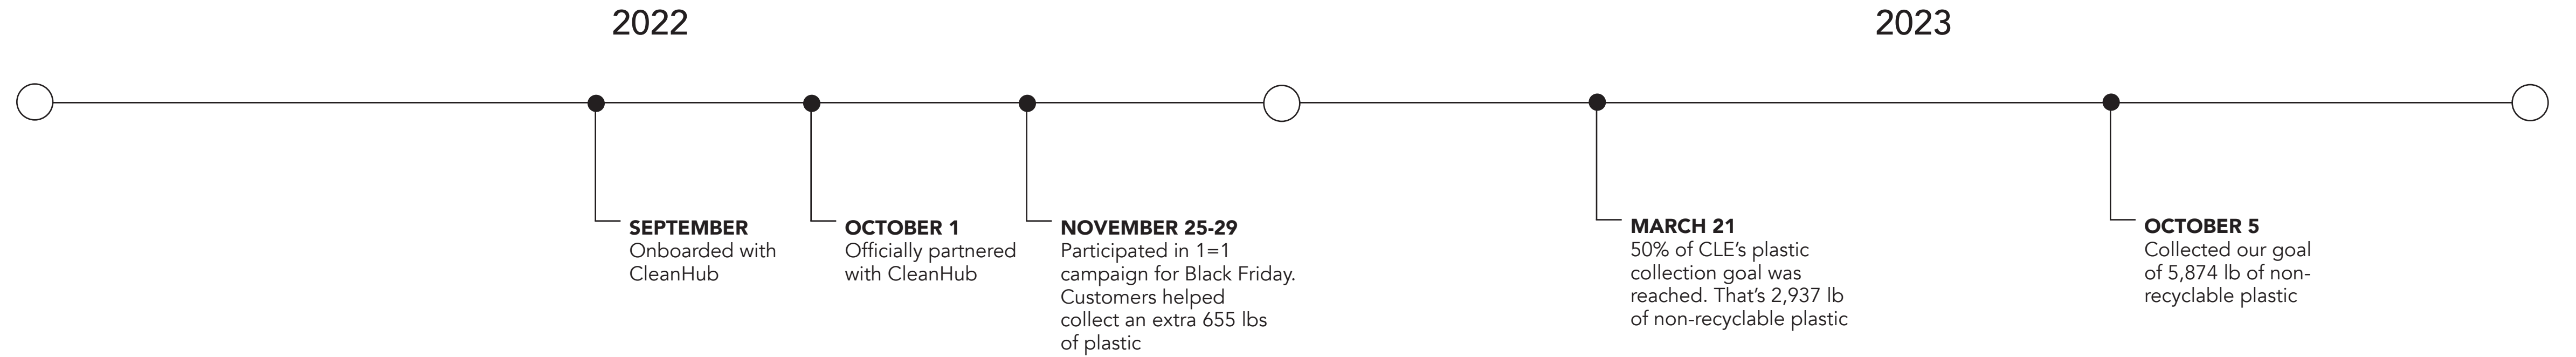 2022
2023
SEPTEMBER
Onboarded with
CleanHub
OCTOBER 1
Officially partnered
with CleanHub
NOVEMBER 25-29
Participated in 1=1
campaign for Black Friday.
Customers helped
collect an extra 655 lbs
of plastic
MARCH 21
50% of CLE’s plastic
collection goal was
reached. That’s 2,937 lb
of non-recyclable plastic
OCTOBER 5
Collected our goal
of 5,874 lb of non-
recyclable plastic